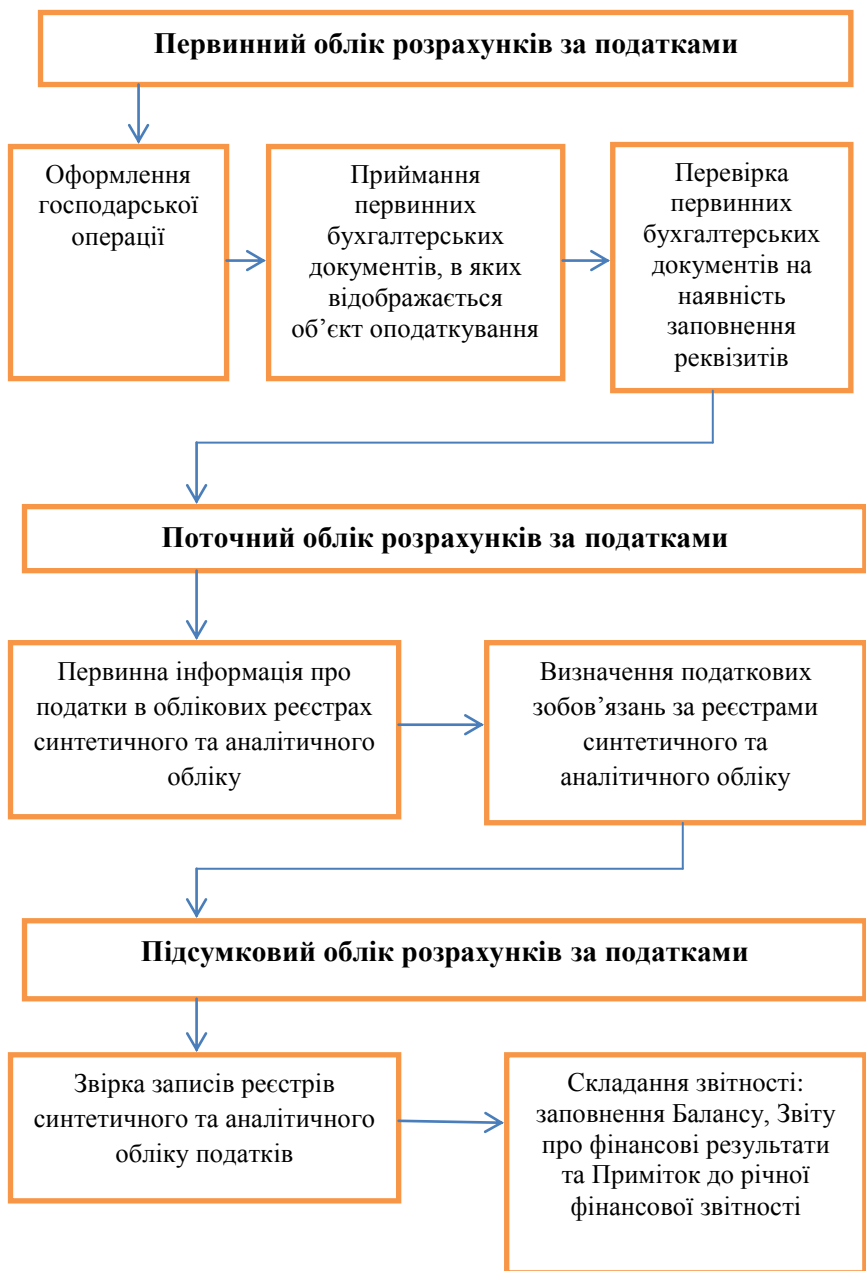 Первинний облік розрахунків за податками
Оформлення
господарської
операції
Приймання
первинних
бухгалтерських
документів, в яких
відображається
об’єкт оподаткування
Перевірка
первинних
бухгалтерських
документів на
наявність
заповнення
реквізитів
Поточний облік розрахунків за податками
Первинна інформація про
податки в облікових реєстрах
синтетичного та аналітичного
обліку
Визначення податкових
зобов’язань за реєстрами
синтетичного та
аналітичного обліку
Підсумковий облік розрахунків за податками
Звірка записів реєстрів
синтетичного та аналітичного
обліку податків
Складання звітності:
заповнення Балансу, Звіту
про фінансові результати
та Приміток до річної
фінансової звітності